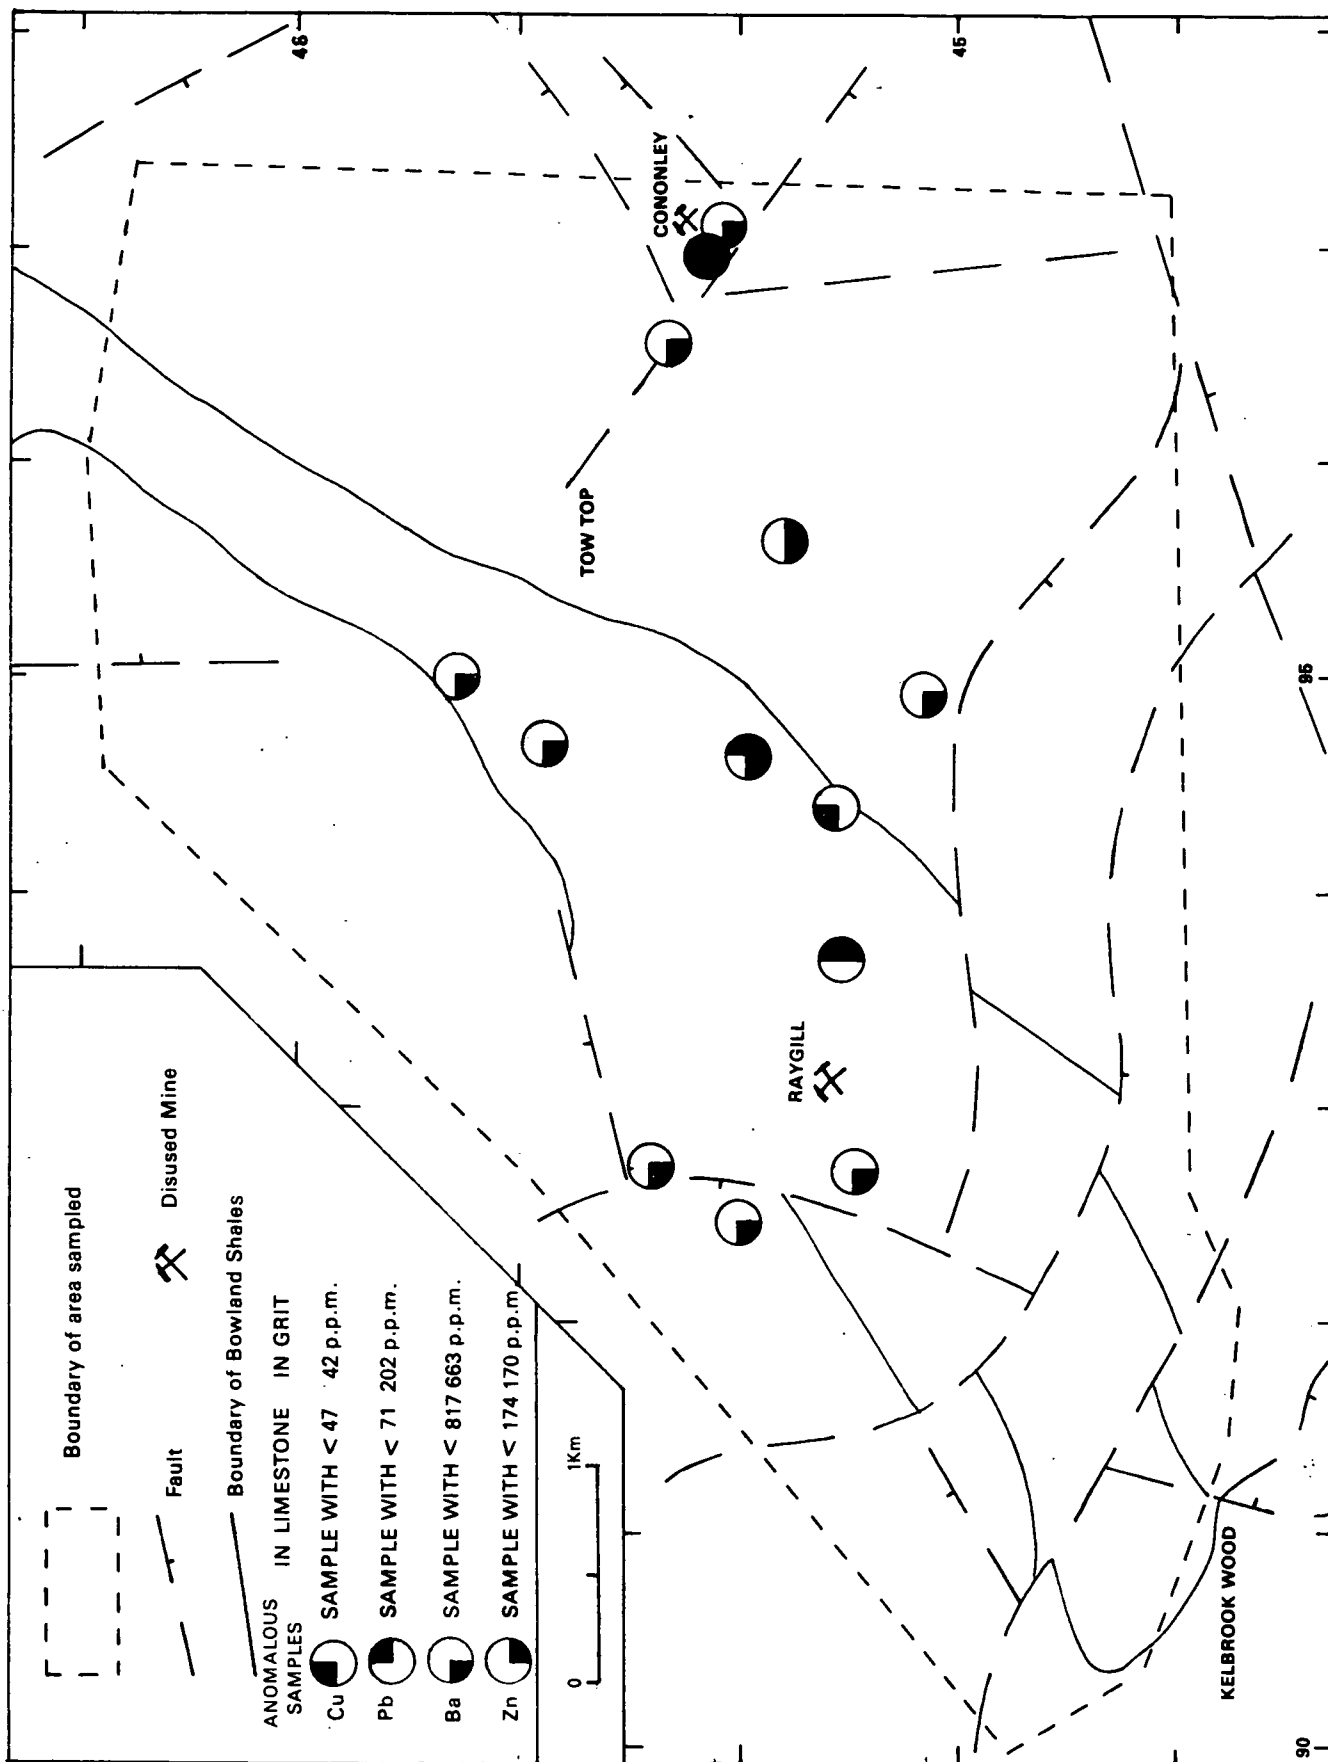 Boundary of area sampled
Fault
Disused Mine
Boundary of Bowland Shales
ANOMALOUS
SAMPLES
IN LIMESTONE IN GRIT
Cu SAMPLE WITH < 47 42 p.p.m.
Pb SAMPLE WITH < 71 202 p.p.m.
Ba SAMPLE WITH < 817 663 p.p.m.
Zn SAMPLE WITH < 174 170 p.p.m
0 1Km
46
45
CONONLEY
TOW TOP
RAYGILL
KELBROOK WOOD
90
95